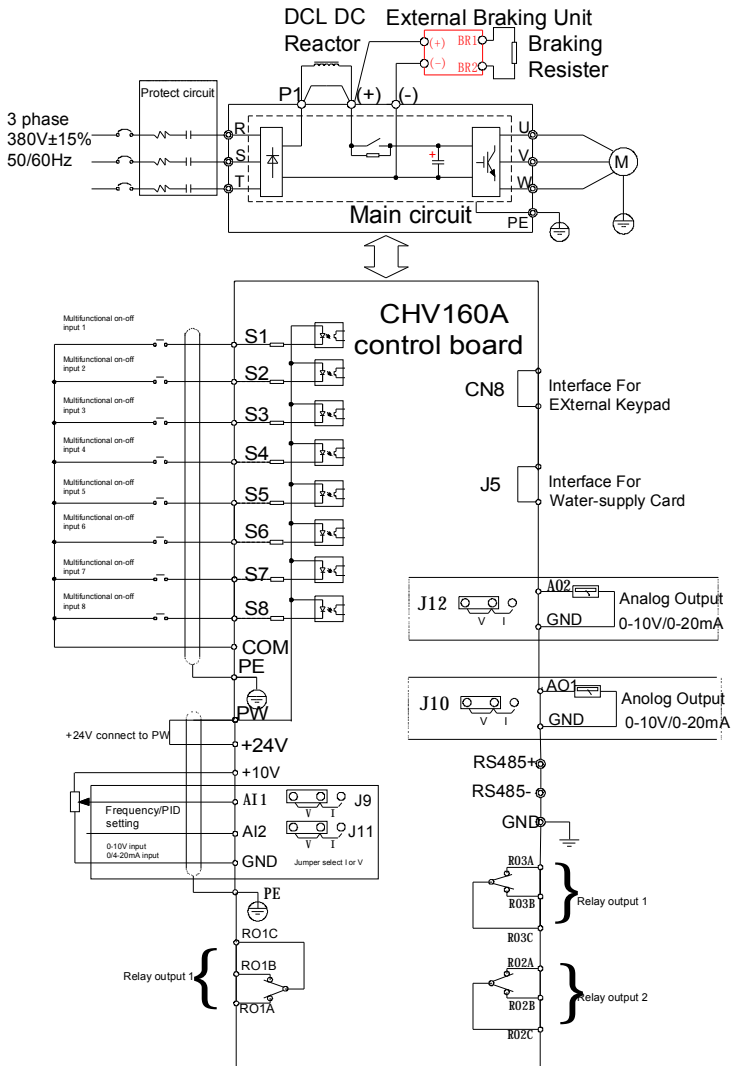 DCL DC
Reactor
External Braking Unit
(+) BR1
(-) BR2
Braking
Resister
Protect circuit
P1 (+) (-)
3 phase
380V±15%
50/60Hz
R
S
T
+
U
V
W
M
Main circuit
PE
CHV160A
control board
Multifunctional on-off
input 1
S1
Multifunctional on-off
input 2
S2
Multifunctional on-off
input 3
S3
Multifunctional on-off
input 4
S4
Multifunctional on-off
input 5
S5
Multifunctional on-off
input 6
S6
Multifunctional on-off
input 7
S7
Multifunctional on-off
input 8
S8
COM
PE
PW
+24V connect to PW
+24V
+10V
AI1
V I
J9
Frequency/PID
setting
AI2
V I
J11
0-10V input
0/4-20mA input
GND
Jumper select I or V
PE
RO1C
RO1B
RO1A
Relay output 1
CN8
Interface For
EXternal Keypad
J5
Interface For
Water-supply Card
J12
V I
AO2
GND
Analog Output
0-10V/0-20mA
J10
V I
AO1
GND
Anolog Output
0-10V/0-20mA
RS485+
RS485-
GND
RO3A
RO3B
RO3C
Relay output 1
RO2A
RO2B
RO2C
Relay output 2